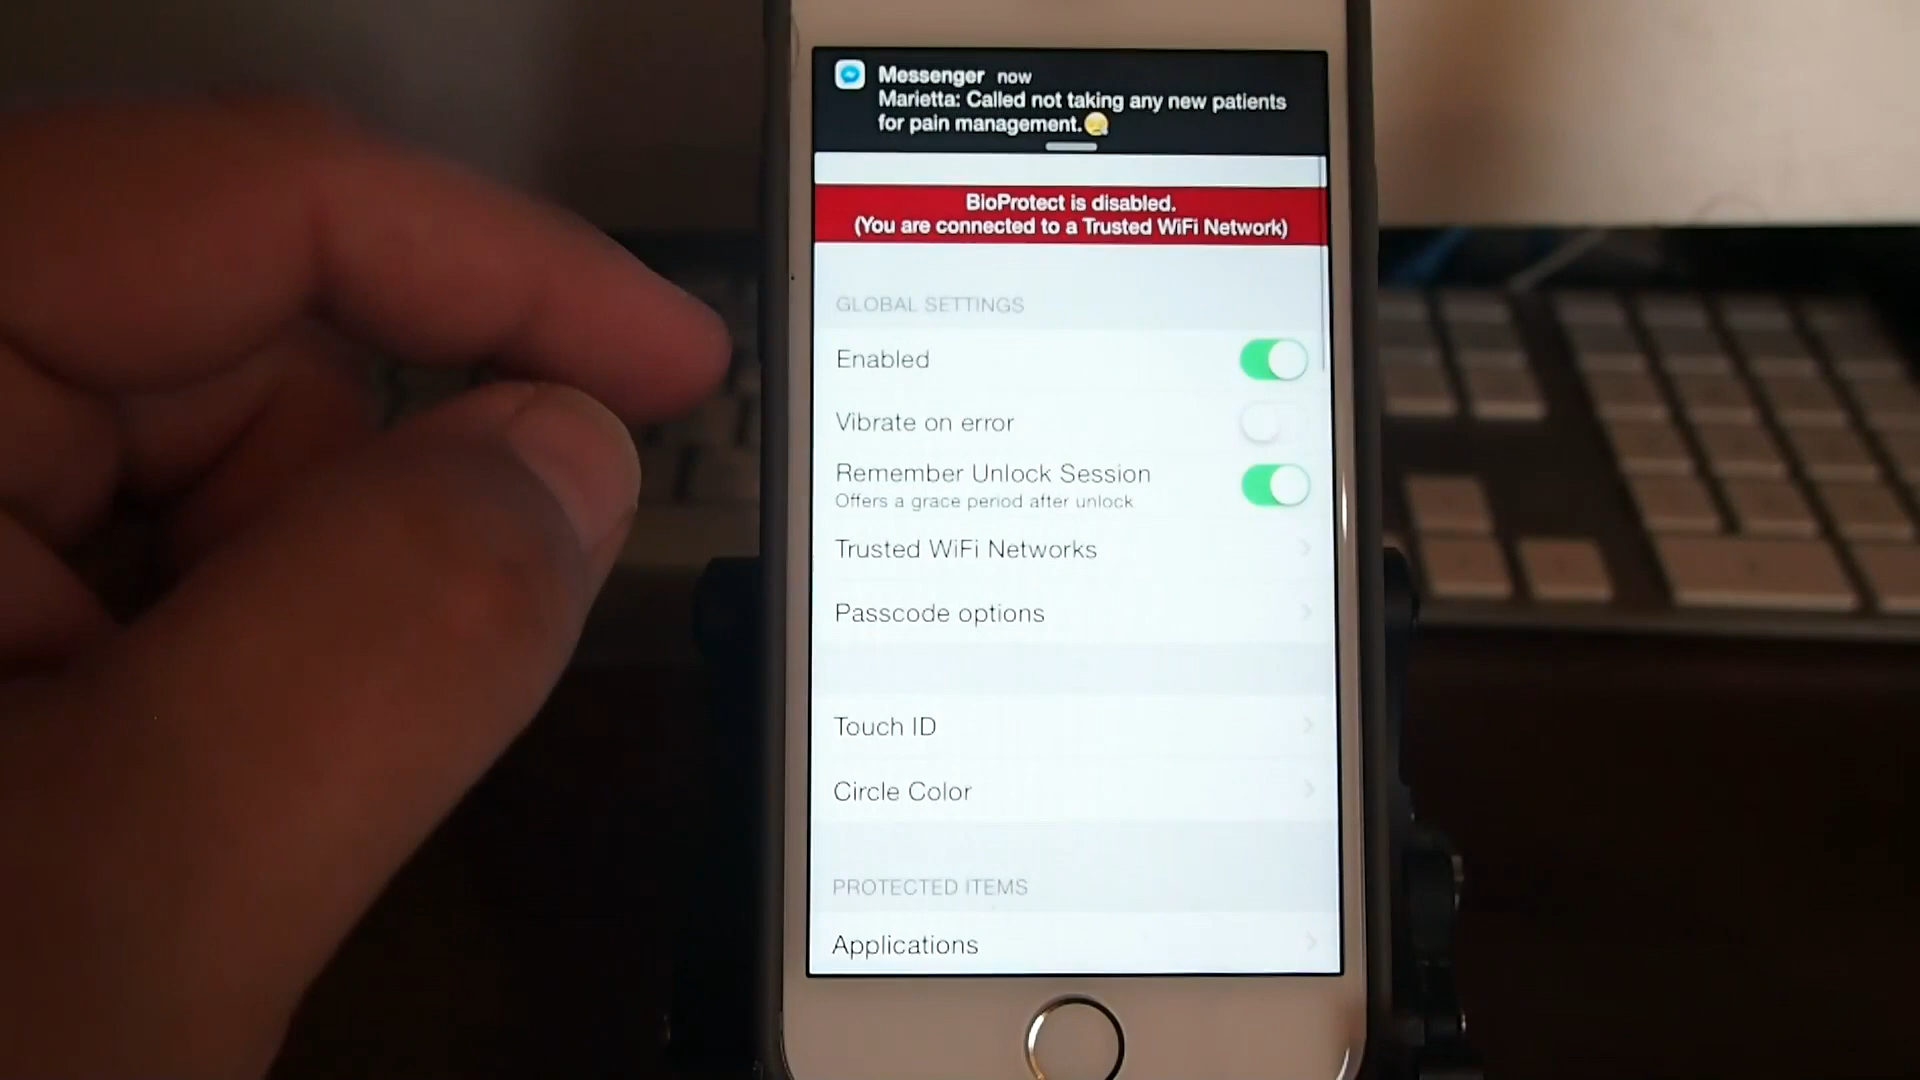 Messenger now
Marietta: Called not taking any new patients
for pain management.
BioProtect is disabled.
(You are connected to a Trusted WiFi Network)
GLOBAL SETTINGS
Enabled
Vibrate on error
Remember Unlock Session
Offers a grace period after unlock
Trusted WiFi Networks
Passcode options
Touch ID
Circle Color
PROTECTED ITEMS
Applications